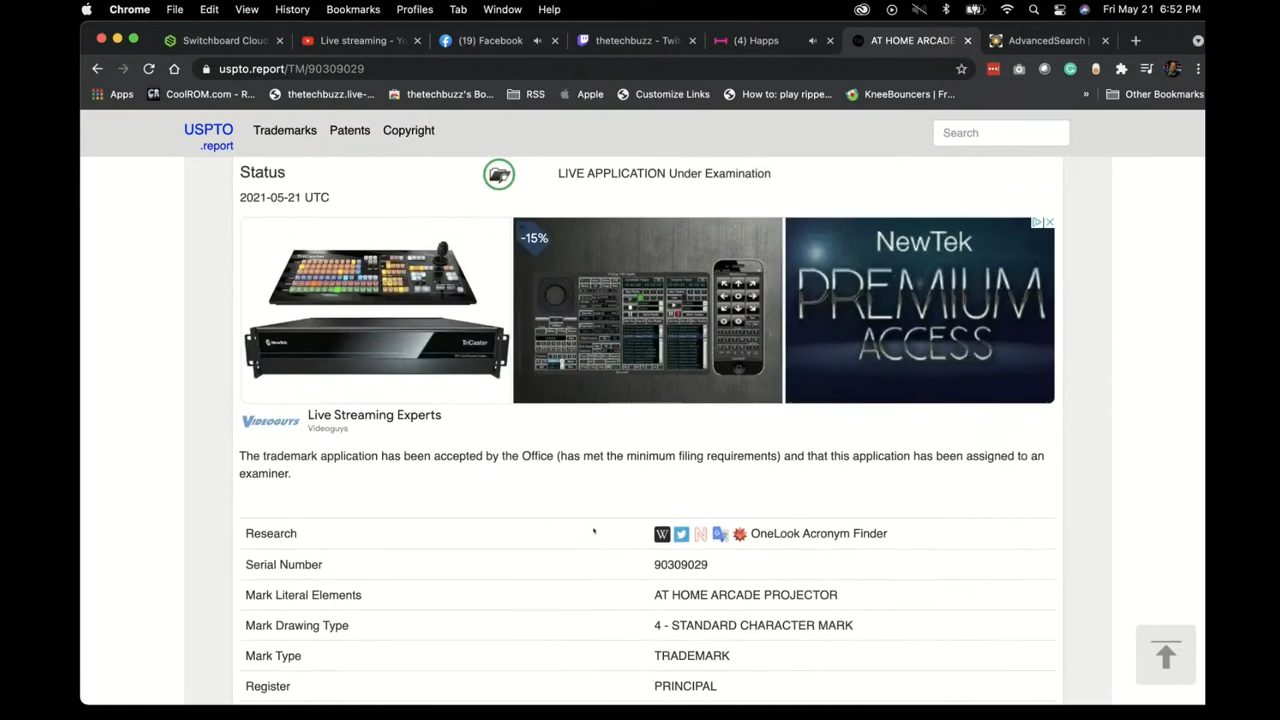 Chrome File Edit View History Bookmarks Profiles Tab Window Help Fri May 21 6:52 PM
Switchboard Cloud Live streaming - Yo (19) Facebook thetechbuzz - Twit (4) Happs AT HOME ARCADE AdvancedSearch |
uspto.report/TM/90309029
Apps CoolROM.com - R... thetechbuzz.live-... thetechbuzz's Bo... RSS Apple Customize Links How to: play rippe... KneeBouncers | Fr... » Other Bookmarks
USPTO
.report
Trademarks Patents Copyright Search
Status LIVE APPLICATION Under Examination
2021-05-21 UTC
-15%
NewTek
PREMIUM
ACCESS
TriCaster
NewTek TriCaster
VIDEOGUYS Live Streaming Experts
Videoguys
The trademark application has been accepted by the Office (has met the minimum filing requirements) and that this application has been assigned to an
examiner.
Research W N OneLook Acronym Finder
Serial Number 90309029
Mark Literal Elements AT HOME ARCADE PROJECTOR
Mark Drawing Type 4 - STANDARD CHARACTER MARK
Mark Type TRADEMARK
Register PRINCIPAL